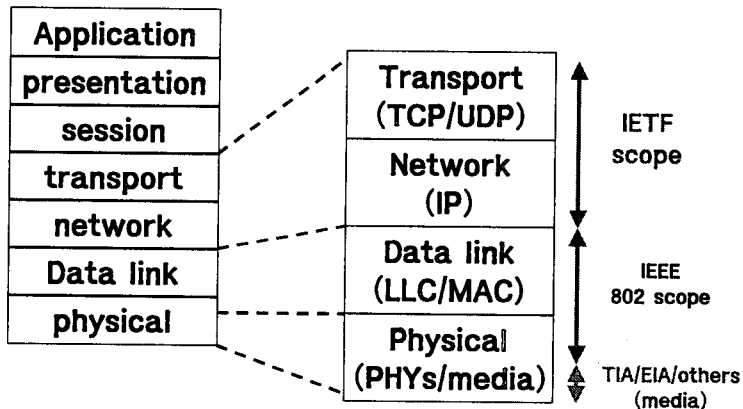 Application
presentation
session
transport
network
Data link
physical
Transport
(TCP/UDP)
Network
(IP)
Data link
(LLC/MAC)
Physical
(PHYs/media)
IETF
scope
IEEE
802 scope
TIA/EIA/others
(media)